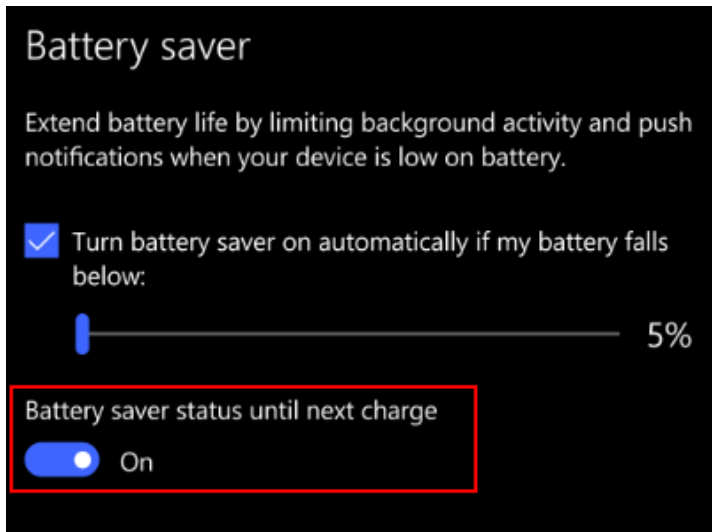 Battery saver
Extend battery life by limiting background activity and push
notifications when your device is low on battery.
Turn battery saver on automatically if my battery falls
below:
5%
Battery saver status until next charge
On